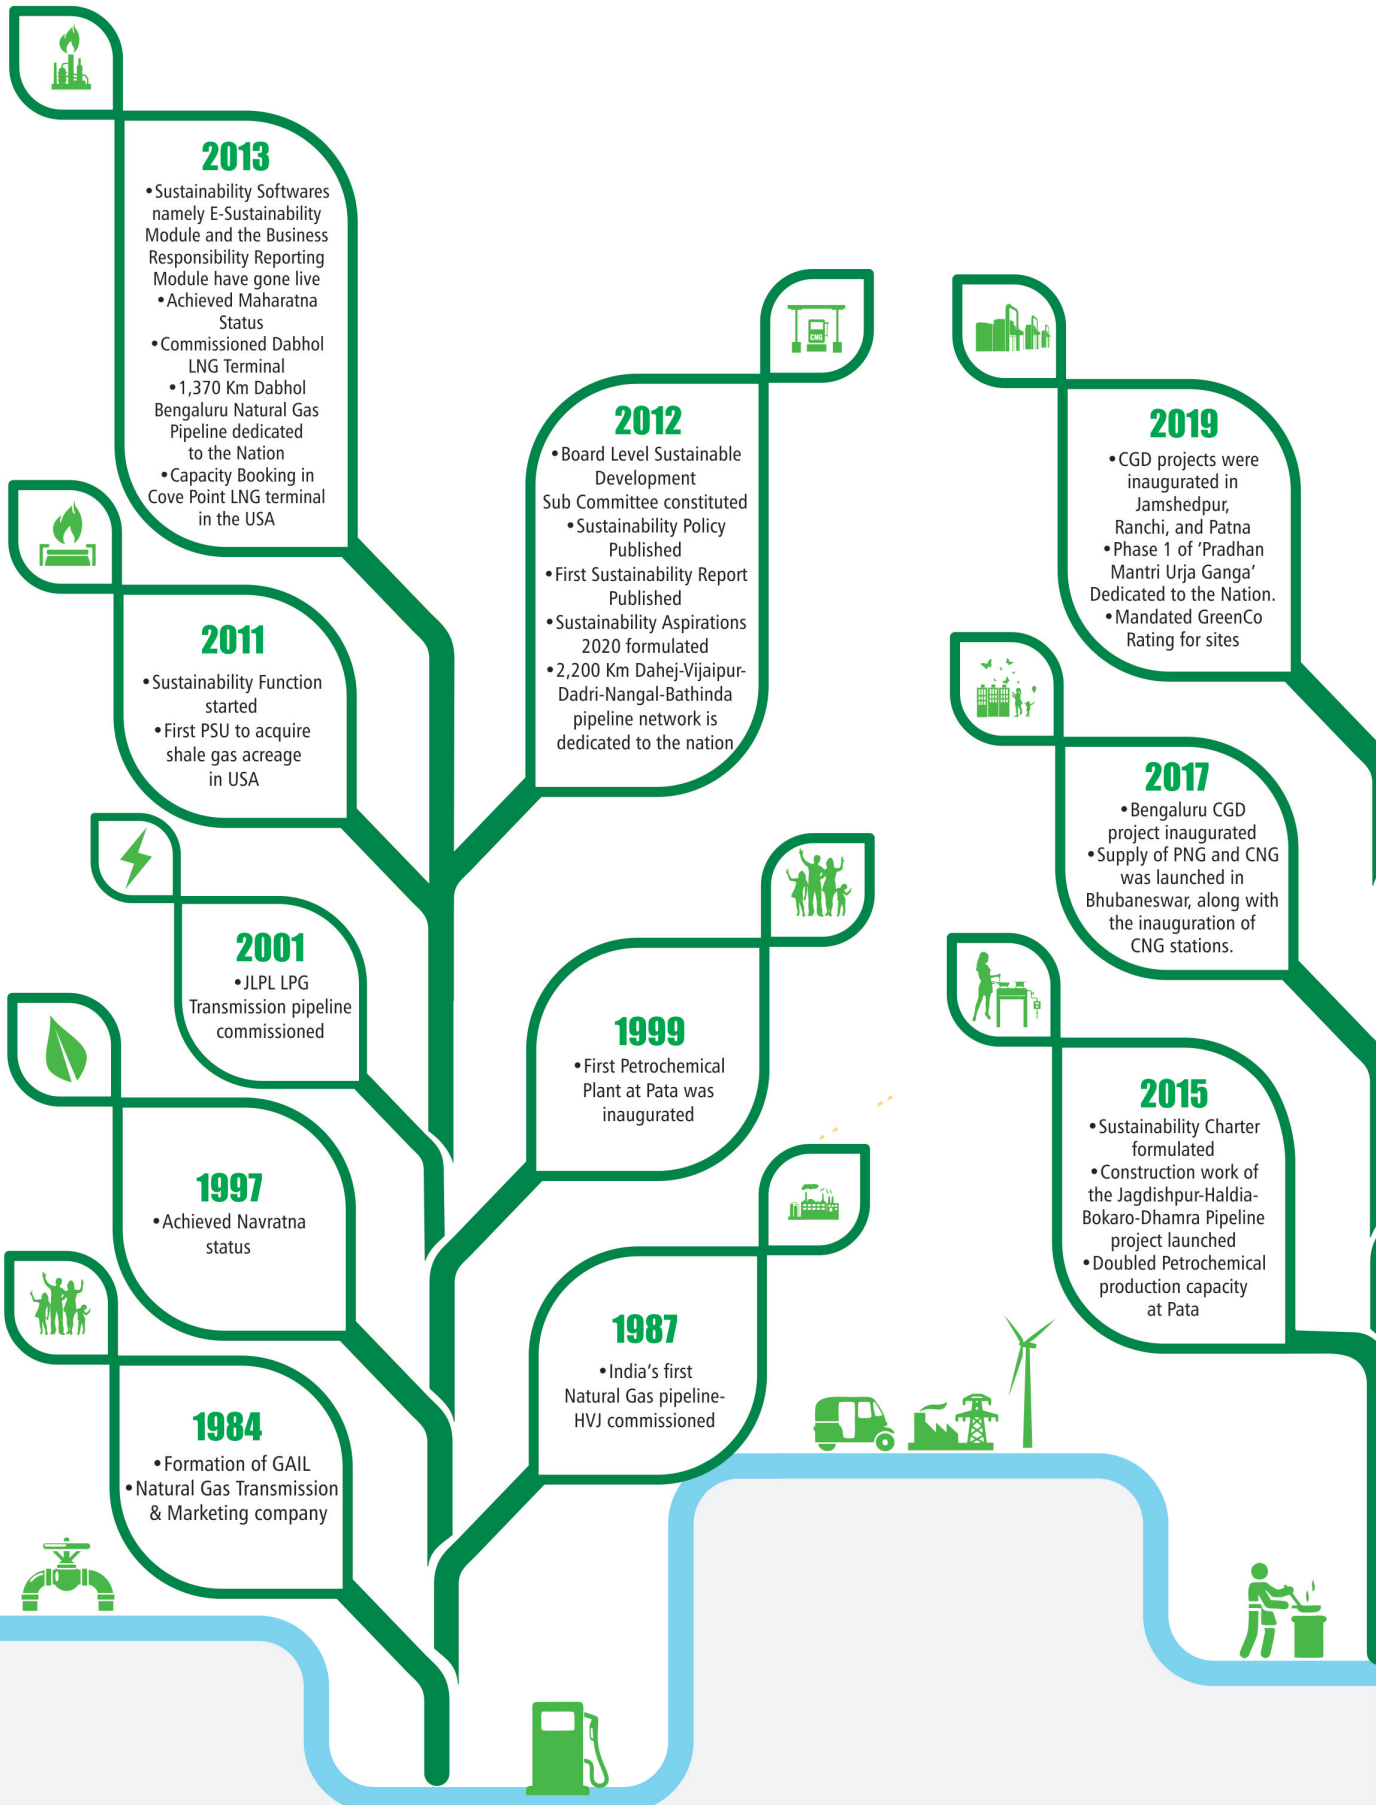 2013
•Sustainability Softwares
namely E-Sustainability
Module and the Business
Responsibility Reporting
Module have gone live
•Achieved Maharatna
Status
•Commissioned Dabhol
LNG Terminal
•1,370 Km Dabhol
Bengaluru Natural Gas
Pipeline dedicated
to the Nation
•Capacity Booking in
Cove Point LNG terminal
in the USA
2011
•Sustainability Function
started
•First PSU to acquire
shale gas acreage
in USA
2001
•JLPL LPG
Transmission pipeline
commissioned
1997
•Achieved Navratna
status
1984
•Formation of GAIL
•Natural Gas Transmission
& Marketing company
CNG
2012
•Board Level Sustainable
Development
Sub Committee constituted
•Sustainability Policy
Published
•First Sustainability Report
Published
•Sustainability Aspirations
2020 formulated
•2,200 Km Dahej-Vijaipur-
Dadri-Nangal-Bathinda
pipeline network is
dedicated to the nation
1999
•First Petrochemical
Plant at Pata was
inaugurated
1987
•India's first
Natural Gas pipeline-
HVJ commissioned
2019
•CGD projects were
inaugurated in
Jamshedpur,
Ranchi, and Patna
•Phase 1 of 'Pradhan
Mantri Urja Ganga'
Dedicated to the Nation.
•Mandated GreenCo
Rating for sites
2017
•Bengaluru CGD
project inaugurated
•Supply of PNG and CNG
was launched in
Bhubaneswar, along with
the inauguration of
CNG stations.
2015
•Sustainability Charter
formulated
•Construction work of
the Jagdishpur-Haldia-
Bokaro-Dhamra Pipeline
project launched
•Doubled Petrochemical
production capacity
at Pata